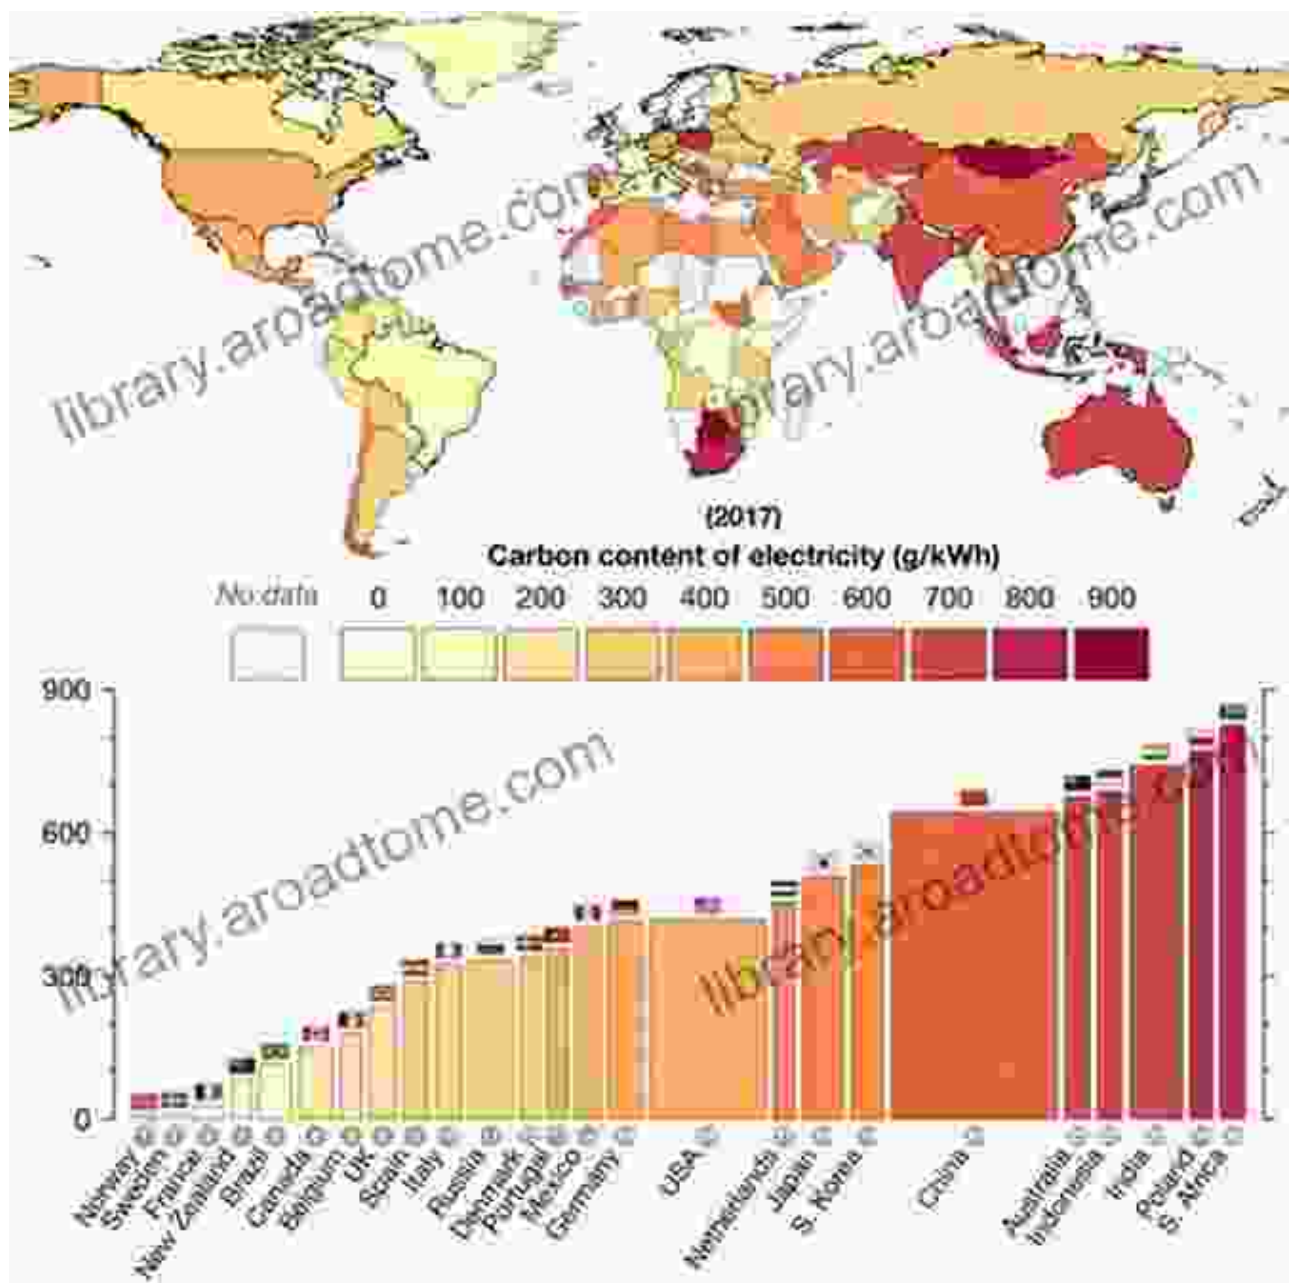 library.aroadtome.com
library.aroadtome.com
(2017)
Carbon content of electricity (g/kWh)
No data 0 100 200 300 400 500 600 700 800 900
900
600
300
0
library.aroadtome.com
library.aroadtome.com
Norway
Sweden
France
New Zealand
Brazil
Canada
Belgium
UK
Spain
Italy
Russia
Denmark
Portugal
Mexico
Germany
USA
Netherlands
Japan
S. Korea
China
Australia
Indonesia
India
Poland
S. Africa